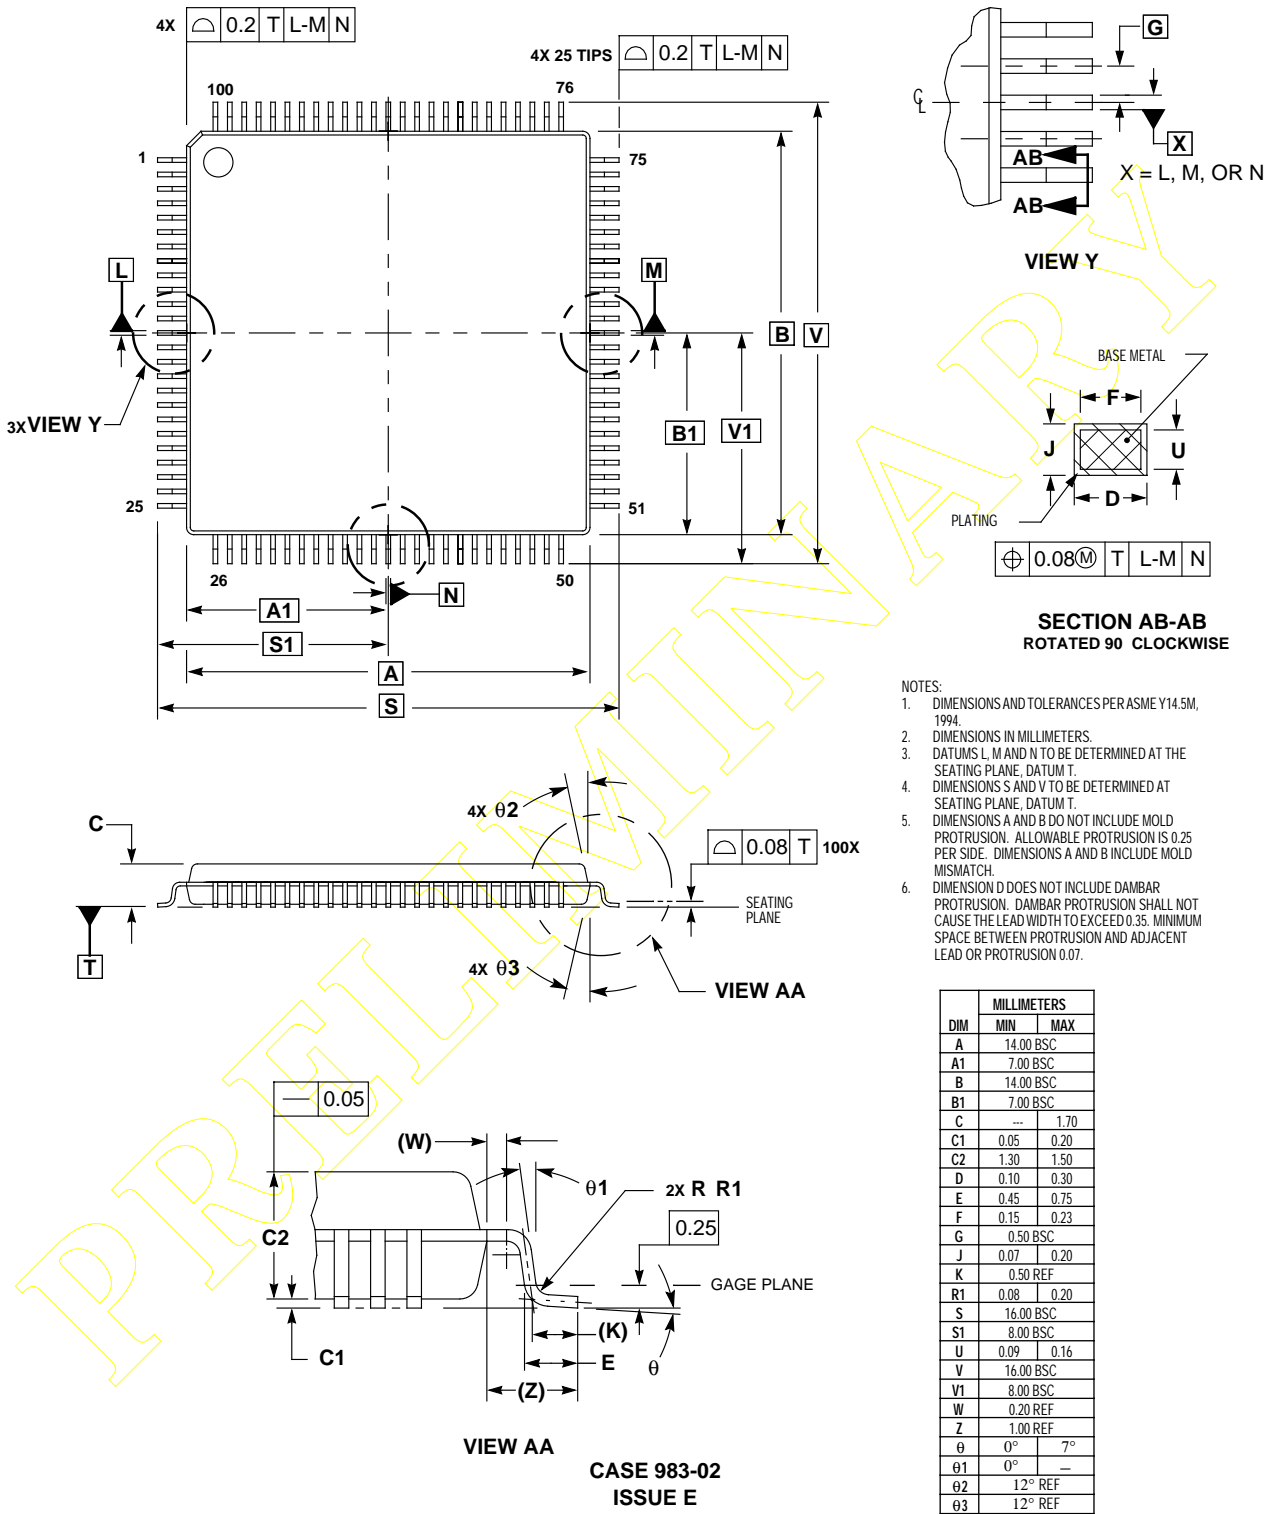 4X 0.2 T L-M N
4X 25 TIPS 0.2 T L-M N
100 76
1 75
L M
B V
3X VIEW Y
B1 V1
25 51
26 50
N
A1
S1
A
S
G
C L
AB
X
X = L, M, OR N
AB
VIEW Y
BASE METAL
F
J U
D
PLATING
0.08 M T L-M N
SECTION AB-AB
ROTATED 90 CLOCKWISE
NOTES:
1. DIMENSIONS AND TOLERANCES PER ASME Y14.5M,
1994.
2. DIMENSIONS IN MILLIMETERS.
3. DATUMS L, M AND N TO BE DETERMINED AT THE
SEATING PLANE, DATUM T.
4. DIMENSIONS S AND V TO BE DETERMINED AT
SEATING PLANE, DATUM T.
5. DIMENSIONS A AND B DO NOT INCLUDE MOLD
PROTRUSION. ALLOWABLE PROTRUSION IS 0.25
PER SIDE. DIMENSIONS A AND B INCLUDE MOLD
MISMATCH.
6. DIMENSION D DOES NOT INCLUDE DAMBAR
PROTRUSION. DAMBAR PROTRUSION SHALL NOT
CAUSE THE LEAD WIDTH TO EXCEED 0.35. MINIMUM
SPACE BETWEEN PROTRUSION AND ADJACENT
LEAD OR PROTRUSION 0.07.
4X θ2
C
0.08 T 100X
SEATING
PLANE
T
4X θ3
VIEW AA
0.05
(W)
θ1
2X R R1
0.25
C2
GAGE PLANE
(K)
C1
E
θ
(Z)
VIEW AA
CASE 983-02
ISSUE E
MILLIMETERS
DIM MIN MAX
A 14.00 BSC
A1 7.00 BSC
B 14.00 BSC
B1 7.00 BSC
C --- 1.70
C1 0.05 0.20
C2 1.30 1.50
D 0.10 0.30
E 0.45 0.75
F 0.15 0.23
G 0.50 BSC
J 0.07 0.20
K 0.50 REF
R1 0.08 0.20
S 16.00 BSC
S1 8.00 BSC
U 0.09 0.16
V 16.00 BSC
V1 8.00 BSC
W 0.20 REF
Z 1.00 REF
θ 0° 7°
θ1 0° —
θ2 12° REF
θ3 12° REF
PRELIMINARY